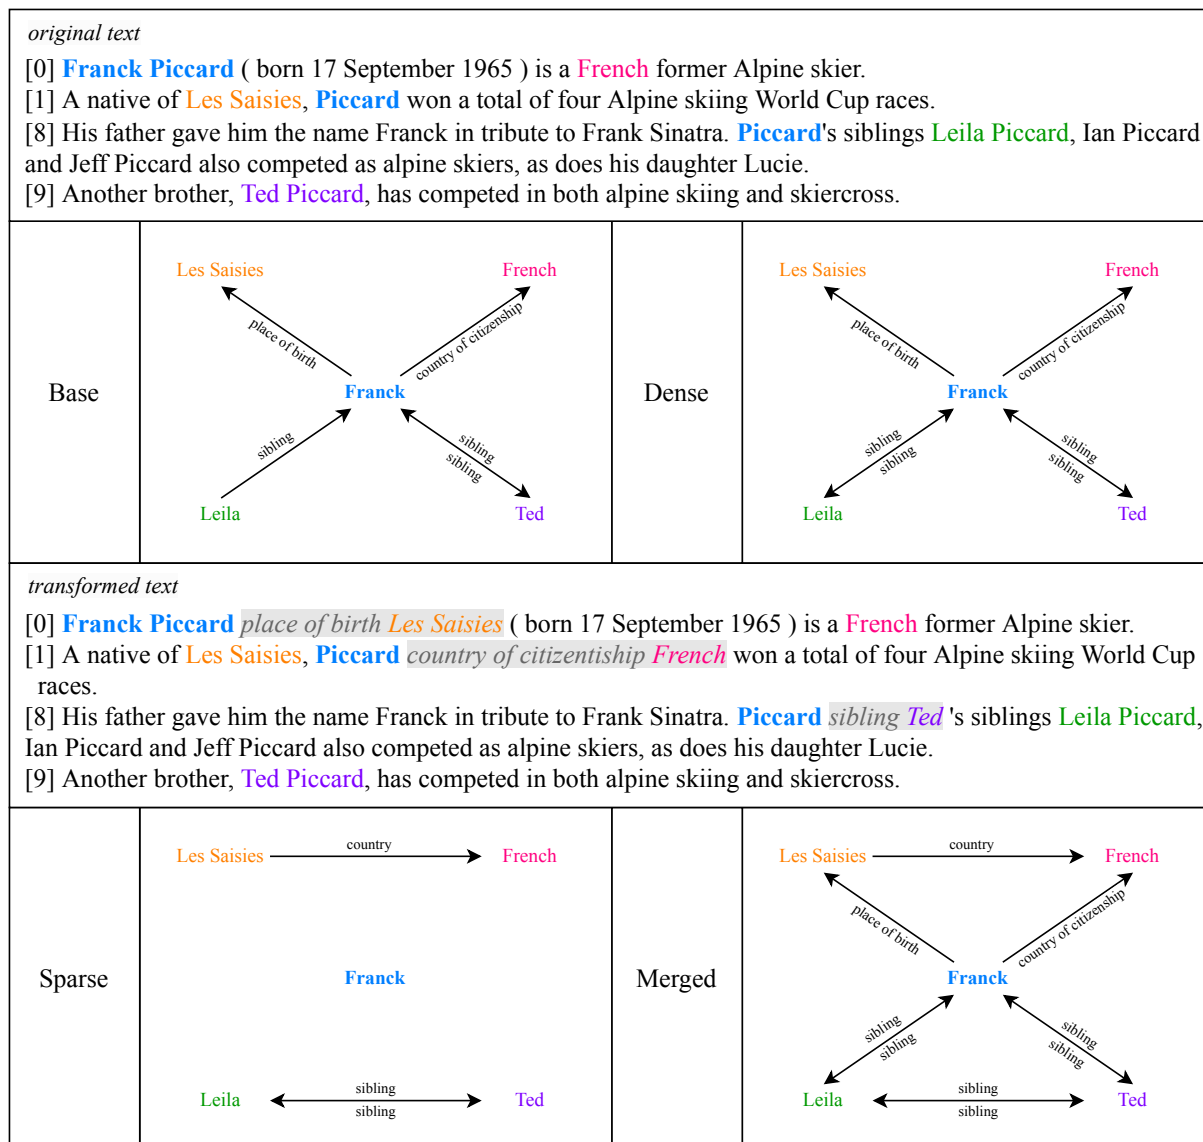 original text
[0] Franck Piccard ( born 17 September 1965 ) is a French former Alpine skier.
[1] A native of Les Saisies, Piccard won a total of four Alpine skiing World Cup races.
[8] His father gave him the name Franck in tribute to Frank Sinatra. Piccard's siblings Leila Piccard, Ian Piccard
and Jeff Piccard also competed as alpine skiers, as does his daughter Lucie.
[9] Another brother, Ted Piccard, has competed in both alpine skiing and skiercross.
Base
Les Saisies
French
place of birth
country of citizenship
Franck
sibling
sibling
sibling
Leila
Ted
Dense
Les Saisies
French
place of birth
country of citizenship
Franck
sibling
sibling
sibling
sibling
Leila
Ted
transformed text
[0] Franck Piccard place of birth Les Saisies ( born 17 September 1965 ) is a French former Alpine skier.
[1] A native of Les Saisies, Piccard country of citizentiship French won a total of four Alpine skiing World Cup
races.
[8] His father gave him the name Franck in tribute to Frank Sinatra. Piccard sibling Ted 's siblings Leila Piccard,
Ian Piccard and Jeff Piccard also competed as alpine skiers, as does his daughter Lucie.
[9] Another brother, Ted Piccard, has competed in both alpine skiing and skiercross.
Sparse
Les Saisies
country
French
Franck
Leila
sibling
sibling
Ted
Merged
Les Saisies
country
French
place of birth
country of citizenship
Franck
sibling
sibling
sibling
sibling
Leila
sibling
sibling
Ted